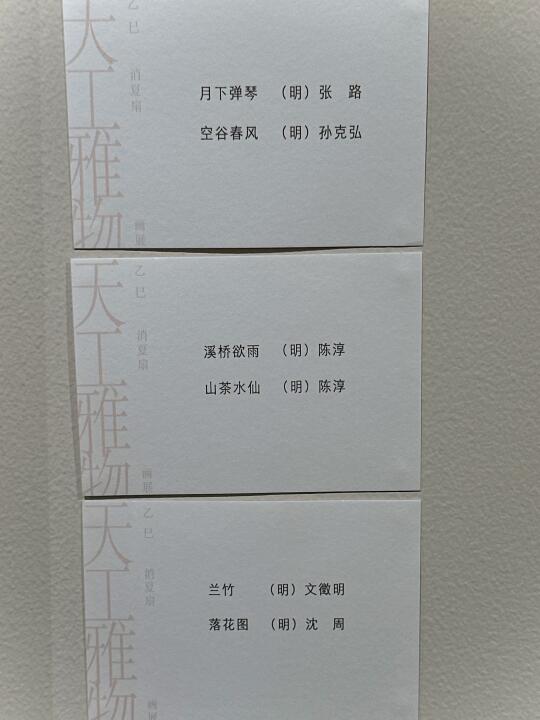 天工雅物
乙巳
消夏扇
画展
月下弹琴 （明）张 路
空谷春风 （明）孙克弘
天工雅物
乙巳
消夏扇
画展
溪桥欲雨 （明）陈淳
山茶水仙 （明）陈淳
天工雅物
乙巳
消夏扇
画展
兰竹 （明）文徵明
落花图 （明）沈 周